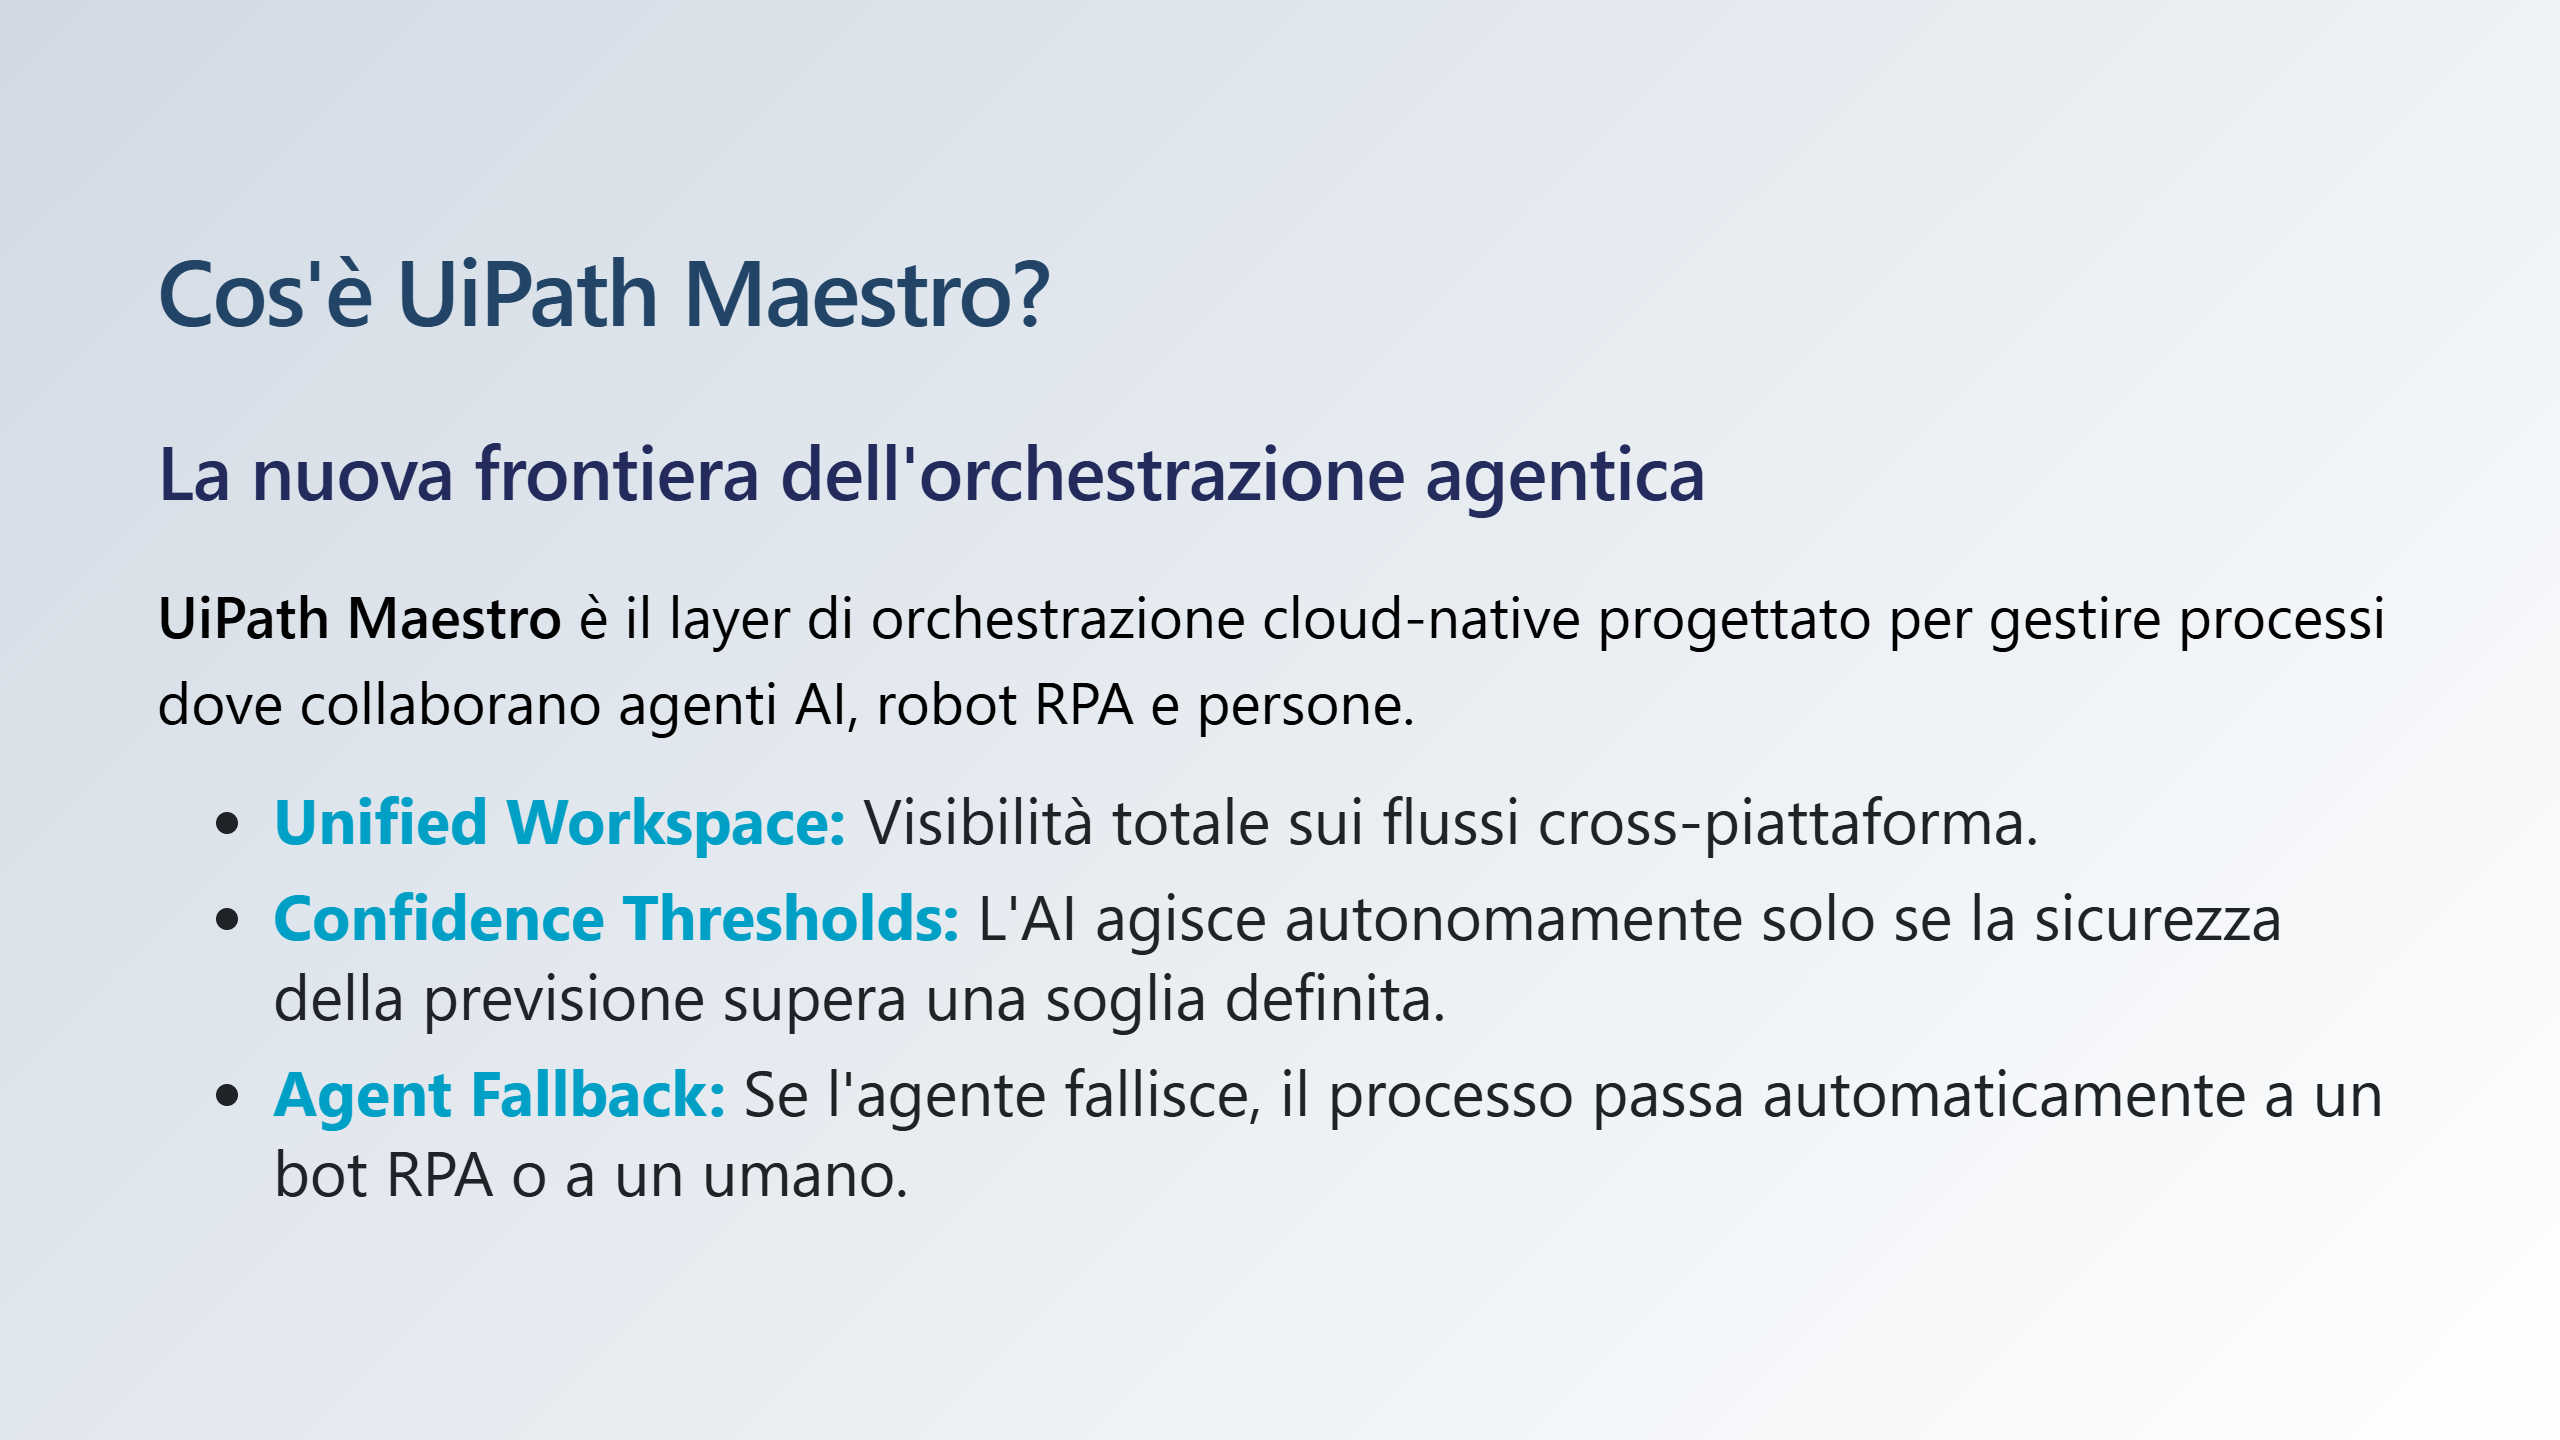 Cos'è UiPath Maestro?
La nuova frontiera dell'orchestrazione agentica
UiPath Maestro è il layer di orchestrazione cloud-native progettato per gestire processi
dove collaborano agenti AI, robot RPA e persone.
• Unified Workspace: Visibilità totale sui flussi cross-piattaforma.
• Confidence Thresholds: L'AI agisce autonomamente solo se la sicurezza
della previsione supera una soglia definita.
• Agent Fallback: Se l'agente fallisce, il processo passa automaticamente a un
bot RPA o a un umano.